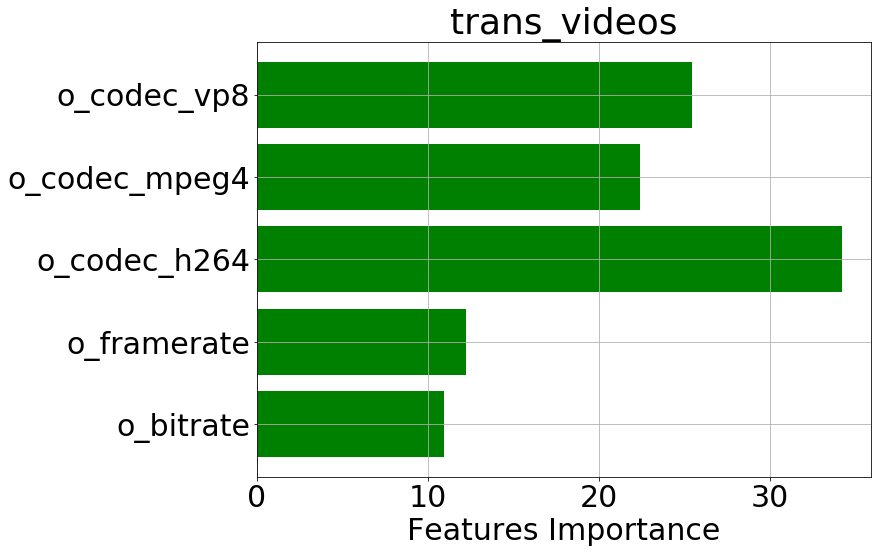 trans_videos
o_codec_vp8
o_codec_mpeg4
o_codec_h264
o_framerate
o_bitrate
0 10 20 30
Features Importance